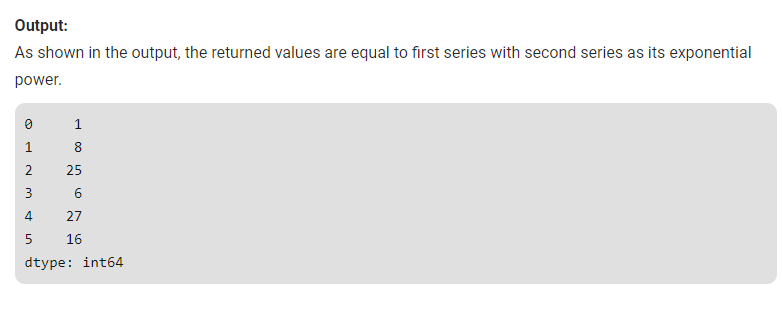 Output:
As shown in the output, the returned values are equal to first series with second series as its exponential
power.
0     1
1     8
2    25
3     6
4    27
5    16
dtype: int64